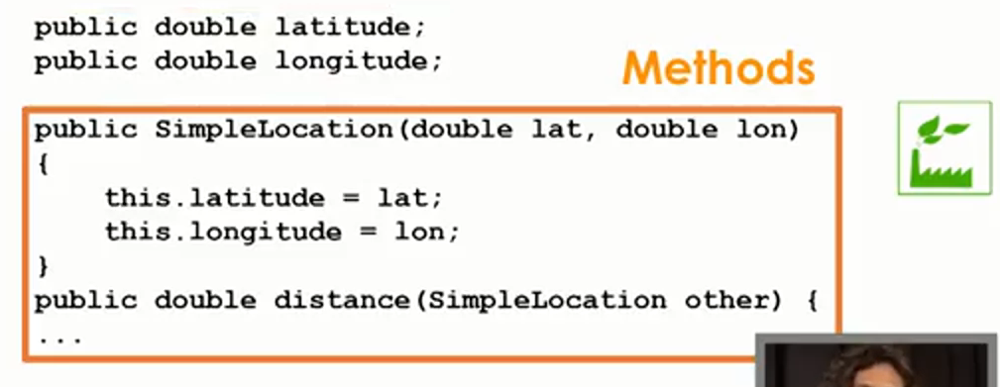 public double latitude;
public double longitude;
Methods
public SimpleLocation(double lat, double lon)
{
    this.latitude = lat;
    this.longitude = lon;
}
public double distance(SimpleLocation other) {
...